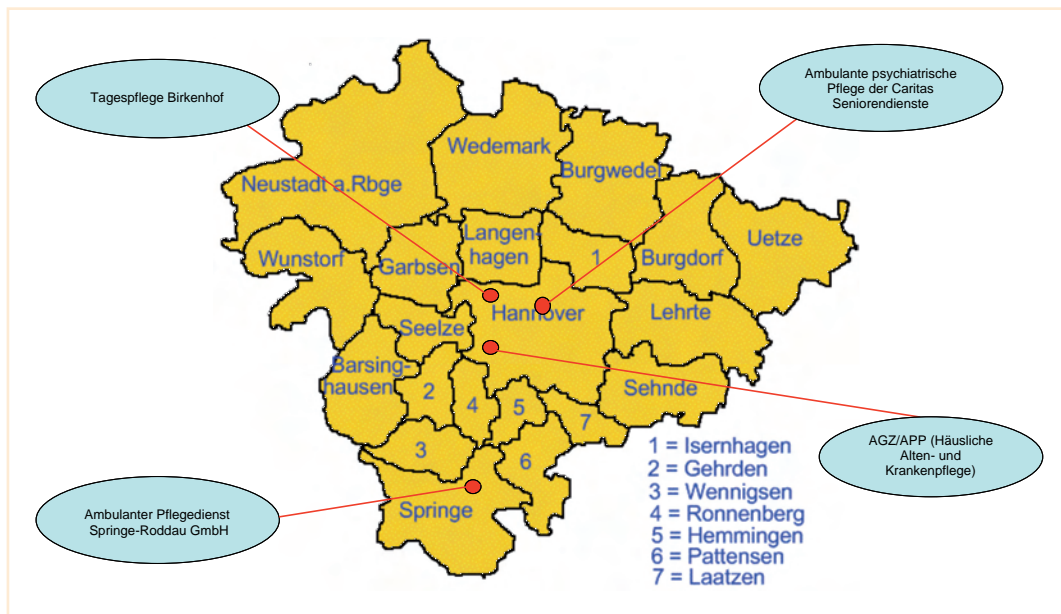 Tagespflege Birkenhof
Ambulante psychiatrische
Pflege der Caritas
Seniorendienste
Wedemark
Burgwedel
Neustadt a.Rbge
Langen-
hagen
Uetze
Wunstorf
Garbsen
1
Burgdorf
Hannover
Lehrte
Seelze
Barsing-
hausen
2
4
5
Sehnde
7
3
6
Springe
AGZ/APP (Häusliche
Alten- und
Krankenpflege)
Ambulanter Pflegedienst
Springe-Roddau GmbH
1 = Isernhagen
2 = Gehrden
3 = Wennigsen
4 = Ronnenberg
5 = Hemmingen
6 = Pattensen
7 = Laatzen